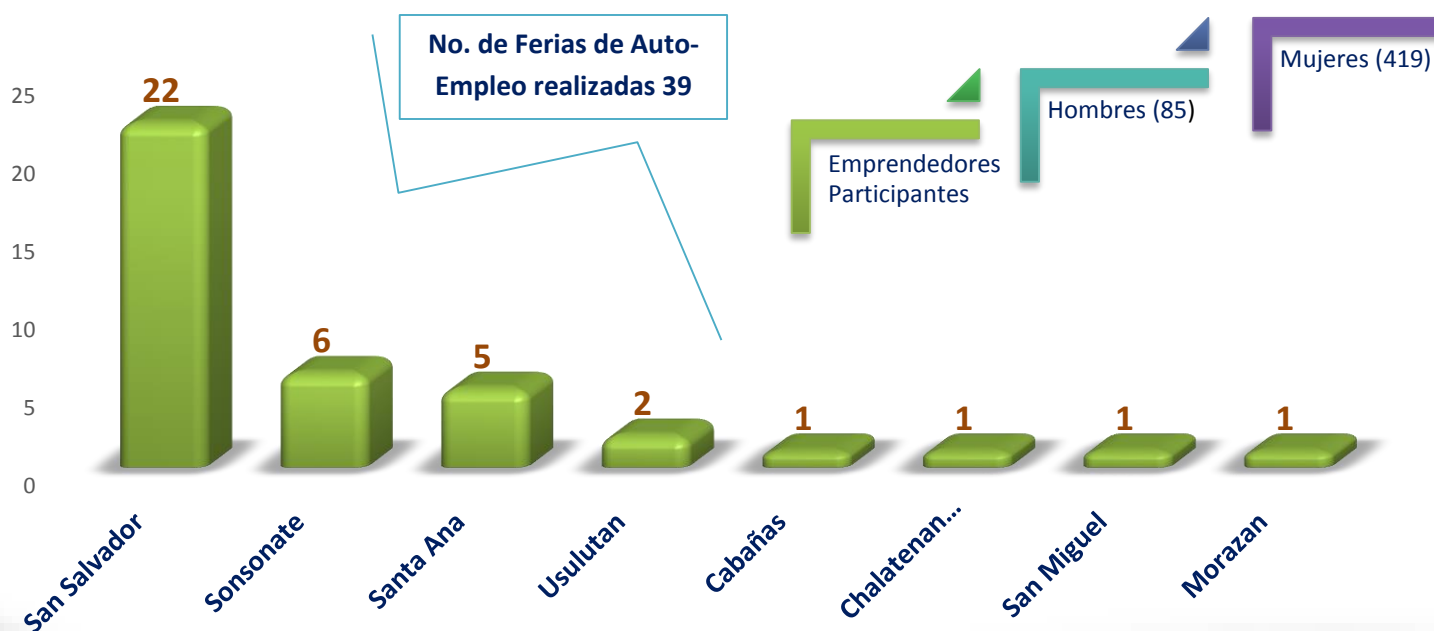 No. de Ferias de Auto-
Empleo realizadas 39
Mujeres (419)
Hombres (85)
Emprendedores
Participantes
25
20
15
10
5
0
22
6
5
2
1
1
1
1
San Salvador
Sonsonate
Santa Ana
Usulutan
Cabañas
Chalatenan...
San Miguel
Morazan